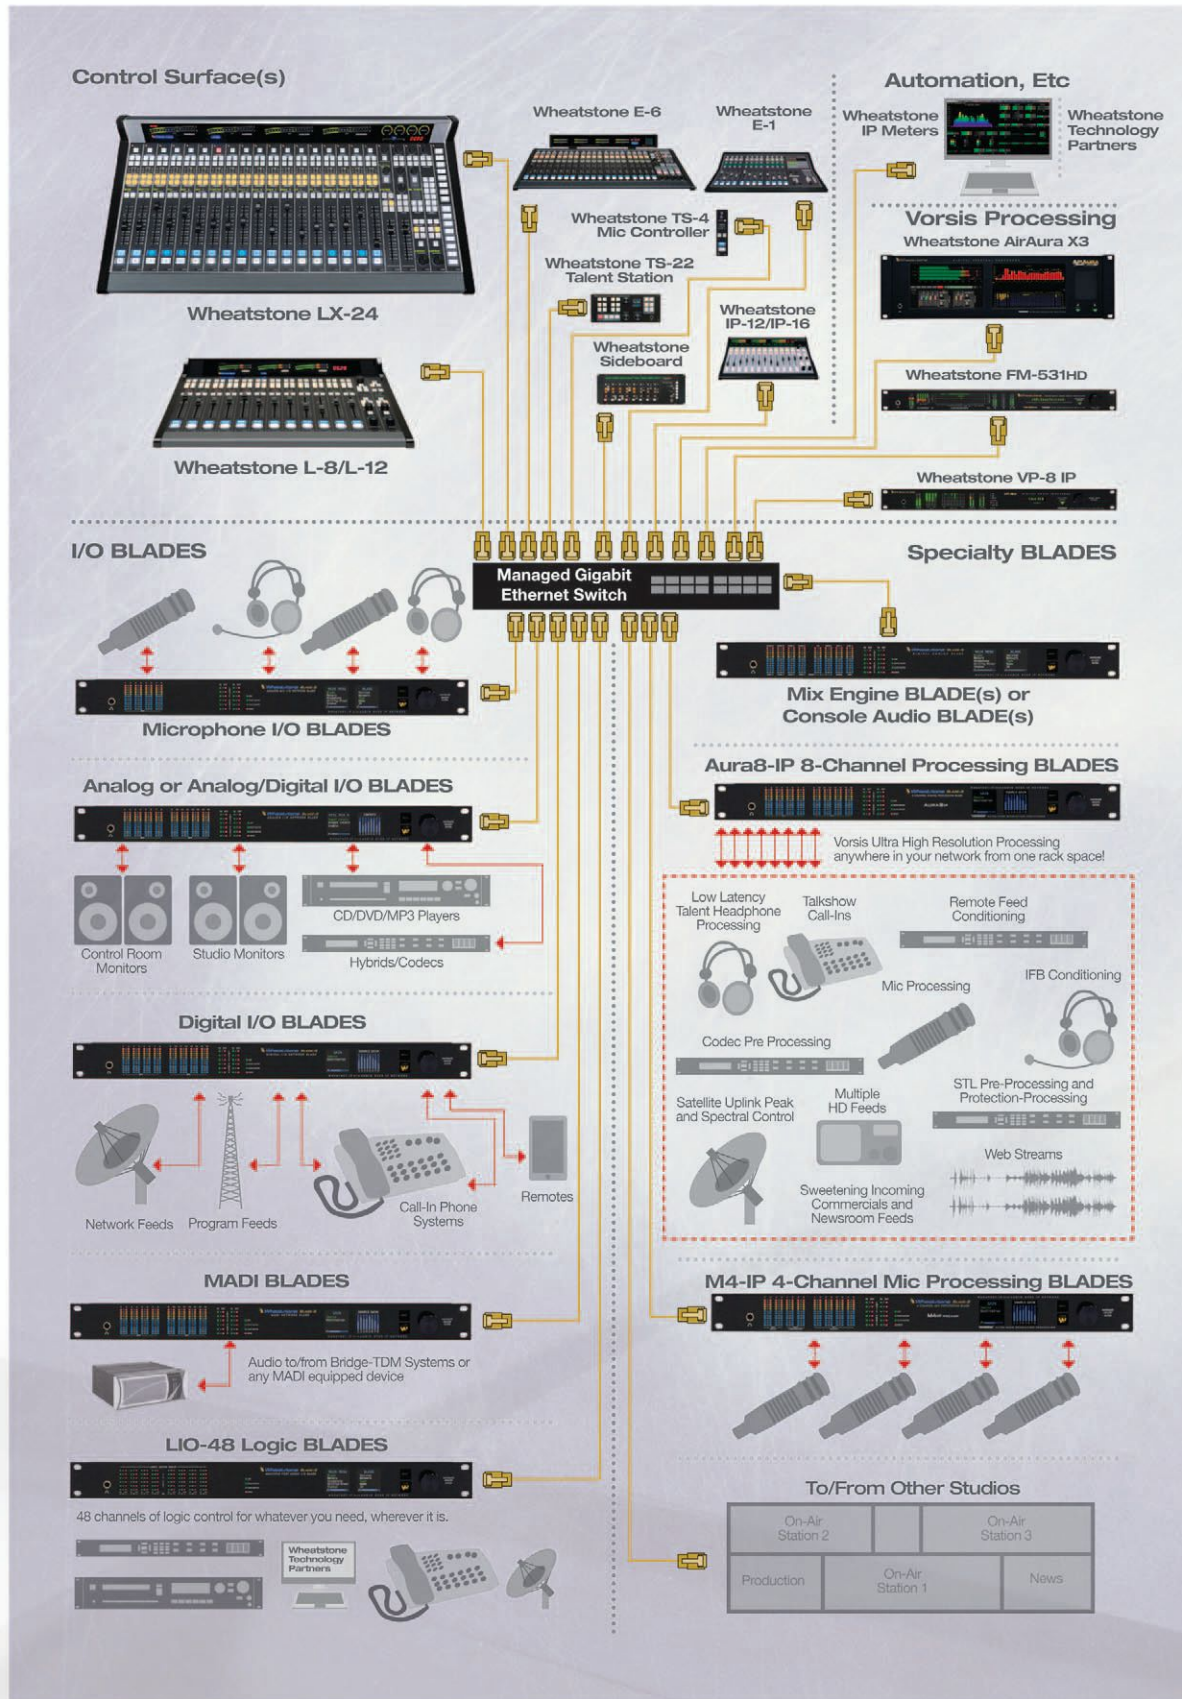 Control Surface(s)
Wheatstone LX-24
Wheatstone L-8/L-12
Wheatstone E-6
Wheatstone
E-1
Wheatstone TS-4
Mic Controller
Wheatstone TS-22
Talent Station
Wheatstone
IP-12/IP-16
Wheatstone
Sideboard
Automation, Etc
Wheatstone
IP Meters
Wheatstone
Technology
Partners
Vorsis Processing
Wheatstone AirAura X3
Wheatstone FM-531HD
Wheatstone VP-8 IP
I/O BLADES
Managed Gigabit
Ethernet Switch
Specialty BLADES
Microphone I/O BLADES
Analog or Analog/Digital I/O BLADES
Control Room
Monitors
Studio Monitors
CD/DVD/MP3 Players
Hybrids/Codecs
Digital I/O BLADES
Network Feeds
Program Feeds
Call-In Phone
Systems
Remotes
MADI BLADES
Audio to/from Bridge-TDM Systems or
any MADI equipped device
LIO-48 Logic BLADES
48 channels of logic control for whatever you need, wherever it is.
Wheatstone
Technology
Partners
Mix Engine BLADE(s) or
Console Audio BLADE(s)
Aura8-IP 8-Channel Processing BLADES
Vorsis Ultra High Resolution Processing
anywhere in your network from one rack space!
Low Latency
Talent Headphone
Processing
Talkshow
Call-Ins
Remote Feed
Conditioning
Mic Processing
IFB Conditioning
Codec Pre Processing
Satellite Uplink Peak
and Spectral Control
Multiple
HD Feeds
STL Pre-Processing and
Protection-Processing
Sweetening Incoming
Commercials and
Newsroom Feeds
Web Streams
M4-IP 4-Channel Mic Processing BLADES
To/From Other Studios
On-Air
Station 2
On-Air
Station 3
Production
On-Air
Station 1
News